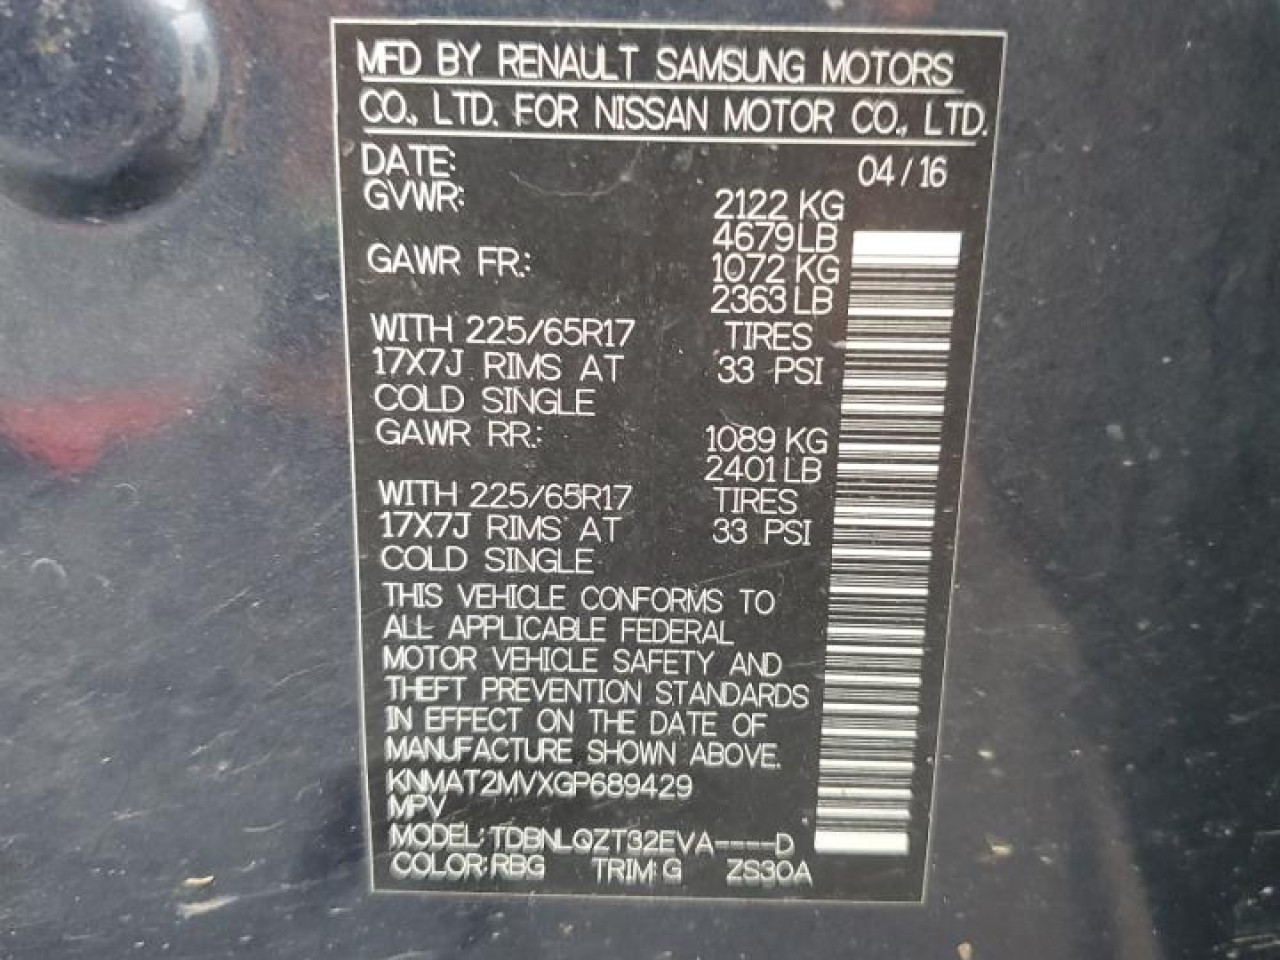 MFD BY RENAULT SAMSUNG MOTORS
CO., LTD. FOR NISSAN MOTOR CO., LTD.
DATE: 04 / 16
GVWR: 2122 KG
4679 LB
GAWR FR.: 1072 KG
2363 LB
WITH 225/65R17 TIRES
17X7J RIMS AT 33 PSI
COLD SINGLE
GAWR RR.: 1089 KG
2401 LB
WITH 225/65R17 TIRES
17X7J RIMS AT 33 PSI
COLD SINGLE
THIS VEHICLE CONFORMS TO
ALL APPLICABLE FEDERAL
MOTOR VEHICLE SAFETY AND
THEFT PREVENTION STANDARDS
IN EFFECT ON THE DATE OF
MANUFACTURE SHOWN ABOVE.
KNMAT2MVXGP689429
MPV
MODEL: TDBNLQZT32EVA----D
COLOR: RBG TRIM: G ZS30A